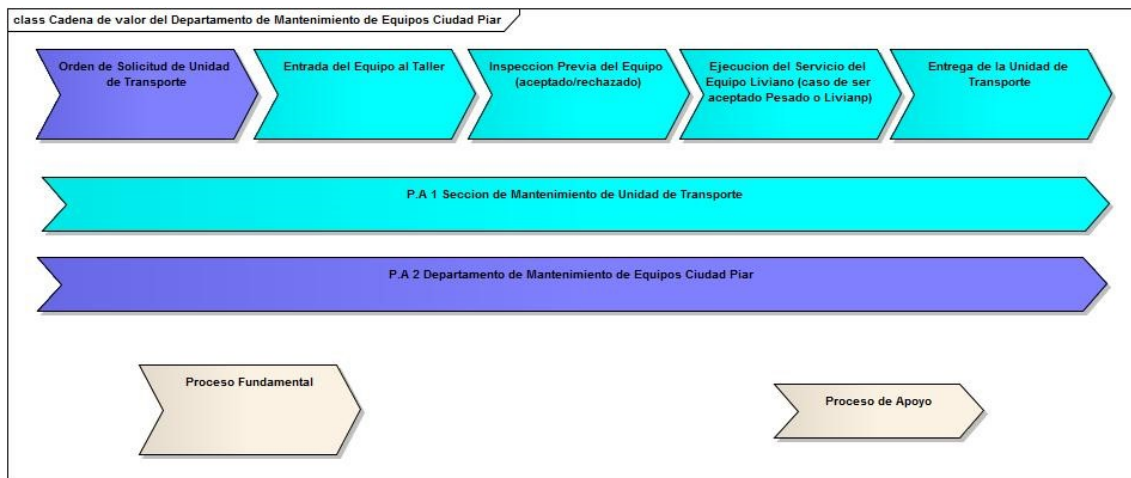 class Cadena de valor del Departamento de Mantenimiento de Equipos Ciudad Piar
Orden de Solicitud de Unidad
de Transporte
Entrada del Equipo al Taller
Inspeccion Previa del Equipo
(aceptado/rechazado)
Ejecucion del Servicio del
Equipo Liviano (caso de ser
aceptado Pesado o Livianp)
Entrega de la Unidad de
Transporte
P.A 1 Seccion de Mantenimiento de Unidad de Transporte
P.A 2 Departamento de Mantenimiento de Equipos Ciudad Piar
Proceso Fundamental
Proceso de Apoyo